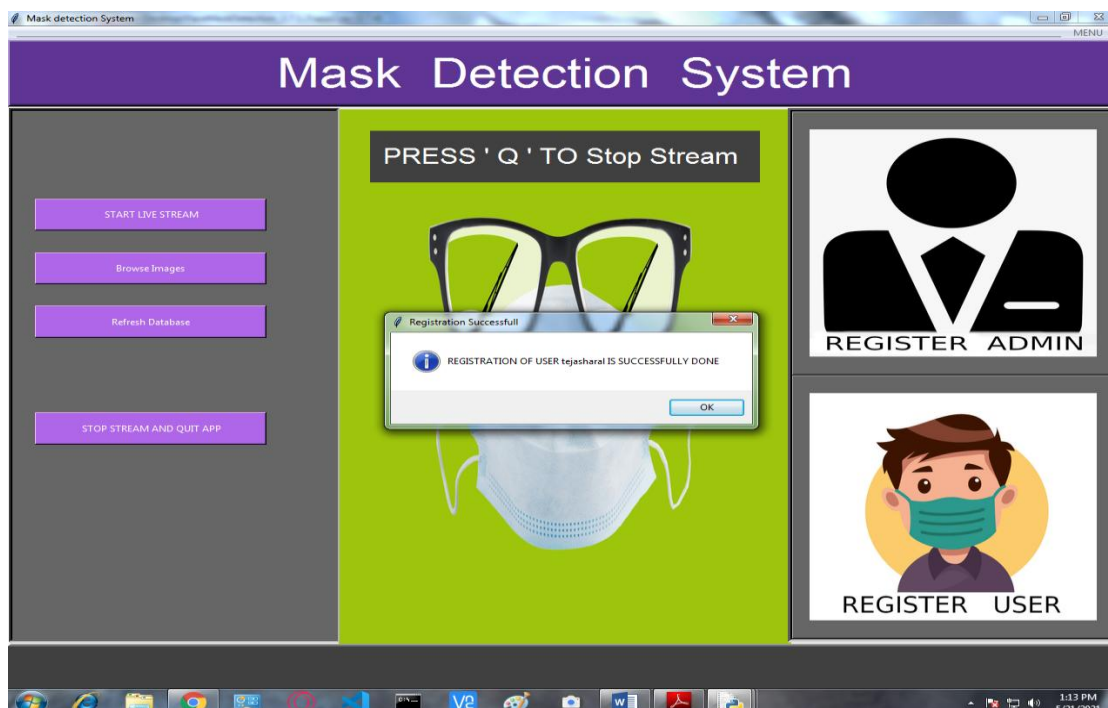 Mask detection System
MENU
Mask Detection System
PRESS ' Q ' TO Stop Stream
START LIVE STREAM
Browse Images
Refresh Database
STOP STREAM AND QUIT APP
Registration Successfull
REGISTRATION OF USER tejasharal IS SUCCESSFULLY DONE
OK
REGISTER ADMIN
REGISTER USER
1:13 PM